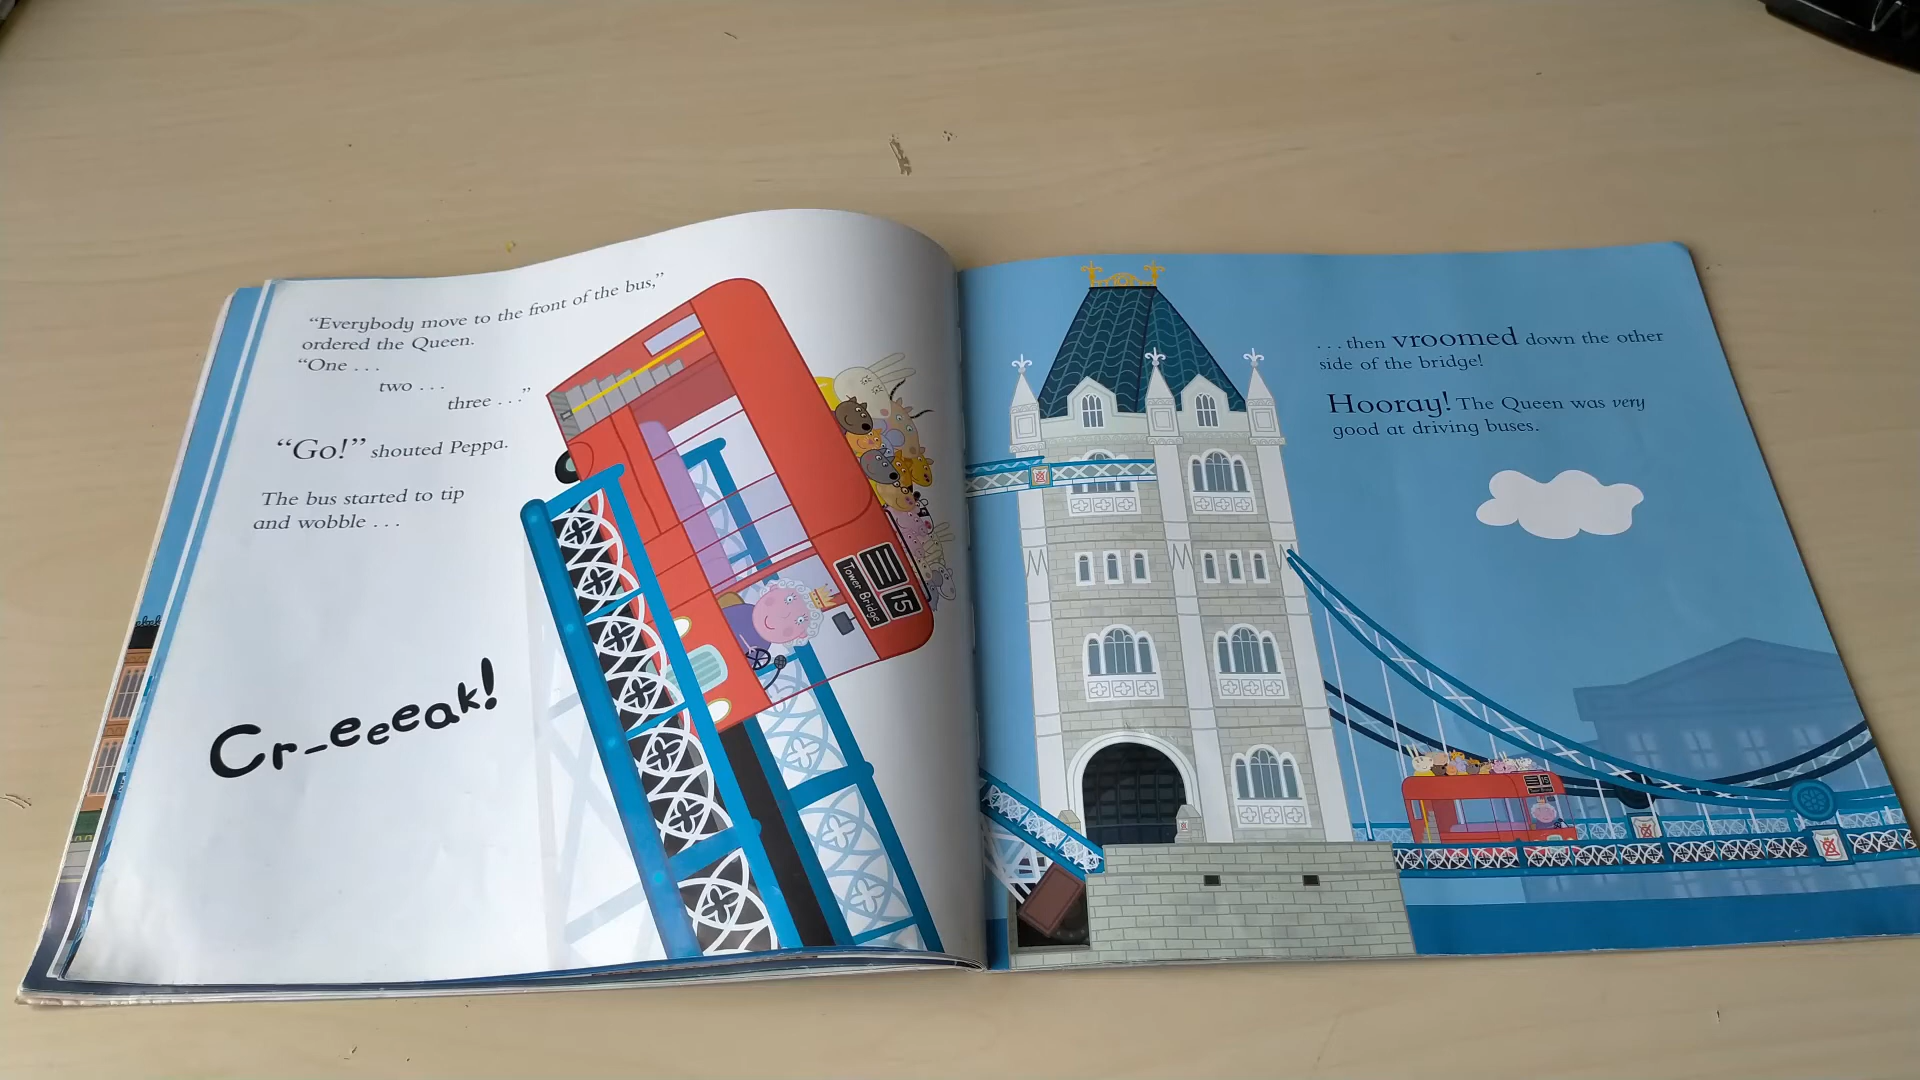 “Everybody move to the front of the bus,”
ordered the Queen.
“One . . .
two . . .
three . . .”
“Go!” shouted Peppa.
The bus started to tip
and wobble . . .
Cr-eeeeak!
15
Tower Bridge
. . . then vroomed down the other
side of the bridge!
Hooray! The Queen was very
good at driving buses.
15